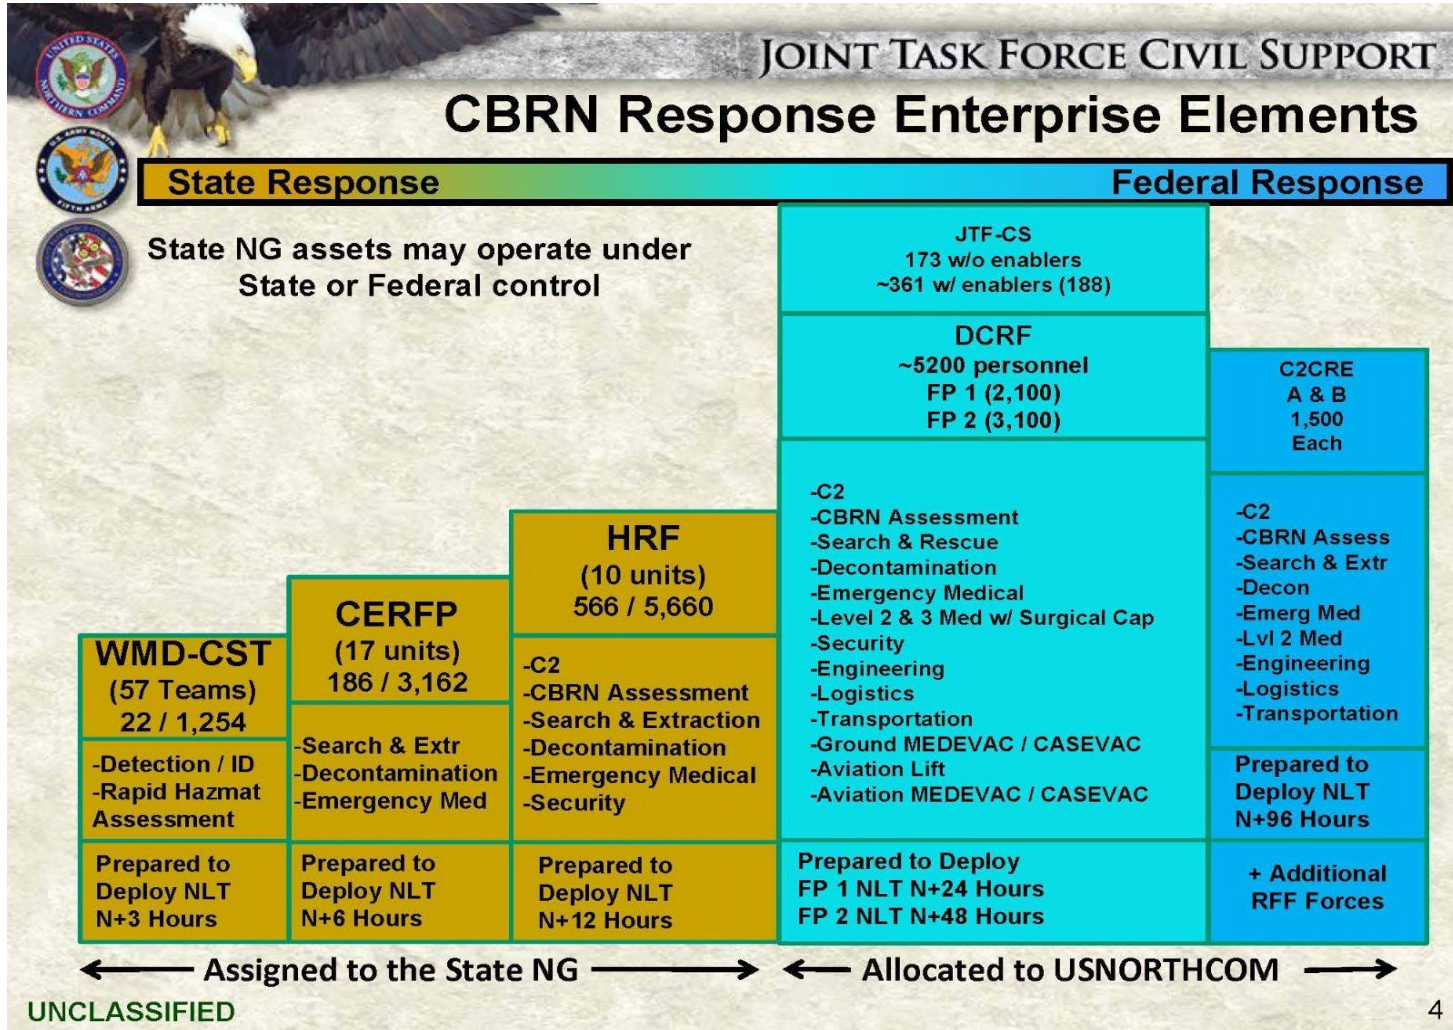 JOINT TASK FORCE CIVIL SUPPORT
CBRN Response Enterprise Elements
State Response
Federal Response
UNITED STATES
NORTHERN COMMAND
U.S. ARMY NORTH
FIFTH ARMY
State NG assets may operate under
State or Federal control
WMD-CST
(57 Teams)
22 / 1,254
-Detection / ID
-Rapid Hazmat
Assessment
Prepared to
Deploy NLT
N+3 Hours
CERFP
(17 units)
186 / 3,162
-Search & Extr
-Decontamination
-Emergency Med
Prepared to
Deploy NLT
N+6 Hours
HRF
(10 units)
566 / 5,660
-C2
-CBRN Assessment
-Search & Extraction
-Decontamination
-Emergency Medical
-Security
Prepared to
Deploy NLT
N+12 Hours
JTF-CS
173 w/o enablers
~361 w/ enablers (188)
DCRF
~5200 personnel
FP 1 (2,100)
FP 2 (3,100)
-C2
-CBRN Assessment
-Search & Rescue
-Decontamination
-Emergency Medical
-Level 2 & 3 Med w/ Surgical Cap
-Security
-Engineering
-Logistics
-Transportation
-Ground MEDEVAC / CASEVAC
-Aviation Lift
-Aviation MEDEVAC / CASEVAC
Prepared to Deploy
FP 1 NLT N+24 Hours
FP 2 NLT N+48 Hours
C2CRE
A & B
1,500
Each
-C2
-CBRN Assess
-Search & Extr
-Decon
-Emerg Med
-Lvl 2 Med
-Engineering
-Logistics
-Transportation
Prepared to
Deploy NLT
N+96 Hours
+ Additional
RFF Forces
Assigned to the State NG
Allocated to USNORTHCOM
UNCLASSIFIED
4